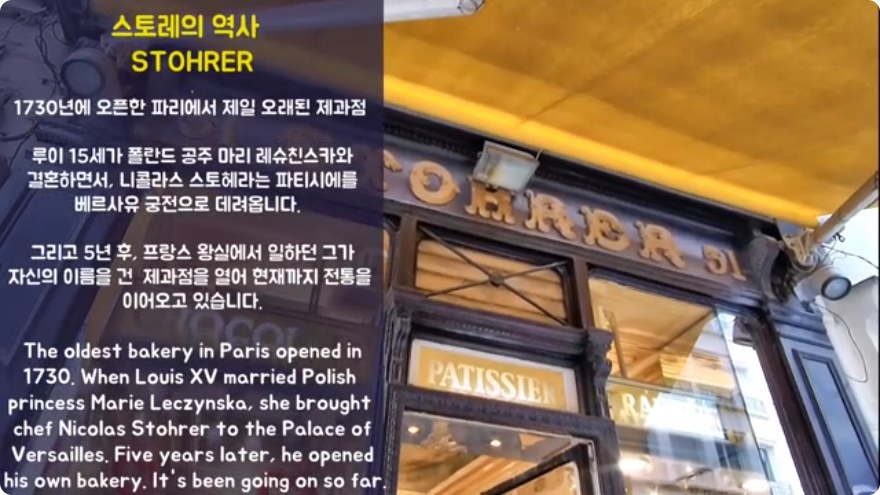 스토레의 역사
STOHRER
1730년에 오픈한 파리에서 제일 오래된 제과점
루이 15세가 폴란드 공주 마리 레슈친스카와
결혼하면서, 니콜라스 스토헤라는 파티시에를
베르사유 궁전으로 데려옵니다.
그리고 5년 후, 프랑스 왕실에서 일하던 그가
자신의 이름을 건 제과점을 열어 현재까지 전통을
이어오고 있습니다.
The oldest bakery in Paris opened in
1730. When Louis XV married Polish
princess Marie Leczynska, she brought
chef Nicolas Stohrer to the Palace of
Versailles. Five years later, he opened
his own bakery. It's been going on so far.
TOHRER 51
PATISSIER